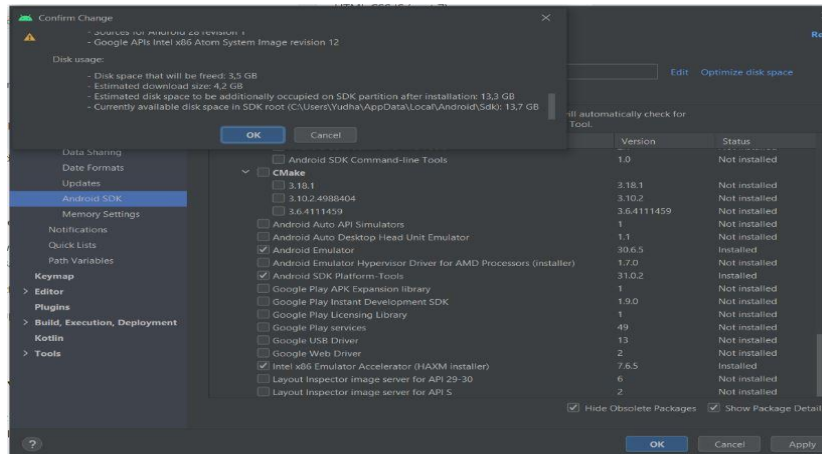 Confirm Change
- Sources for Android 28 revision 1
- Google APIs Intel x86 Atom System Image revision 12
Disk usage:
- Disk space that will be freed: 3,5 GB
- Estimated download size: 4,2 GB
- Estimated disk space to be additionally occupied on SDK partition after installation: 13,3 GB
- Currently available disk space in SDK root (C:\Users\Yudha\AppData\Local\Android\Sdk): 13,7 GB
OK Cancel
Re
Edit Optimize disk space
will automatically check for
Tool.
Version Status
Data Sharing
Date Formats
Updates
Android SDK
Memory Settings
Notifications
Quick Lists
Path Variables
Keymap
Editor
Plugins
Build, Execution, Deployment
Kotlin
Tools
Android SDK Command-line Tools 1.0 Not installed
CMake
3.18.1 3.18.1 Not installed
3.10.2.4988404 3.10.2 Not installed
3.6.4111459 3.6.4111459 Not installed
Android Auto API Simulators 1 Not installed
Android Auto Desktop Head Unit Emulator 1.1 Not installed
Android Emulator 30.6.5 Installed
Android Emulator Hypervisor Driver for AMD Processors (installer) 1.7.0 Not installed
Android SDK Platform-Tools 31.0.2 Installed
Google Play APK Expansion library 1 Not installed
Google Play Instant Development SDK 1.9.0 Not installed
Google Play Licensing Library 1 Not installed
Google Play services 49 Not installed
Google USB Driver 13 Not installed
Google Web Driver 2 Not installed
Intel x86 Emulator Accelerator (HAXM installer) 7.6.5 Installed
Layout Inspector image server for API 29-30 6 Not installed
Layout Inspector image server for API S 2 Not installed
Hide Obsolete Packages Show Package Detail
? OK Cancel Apply